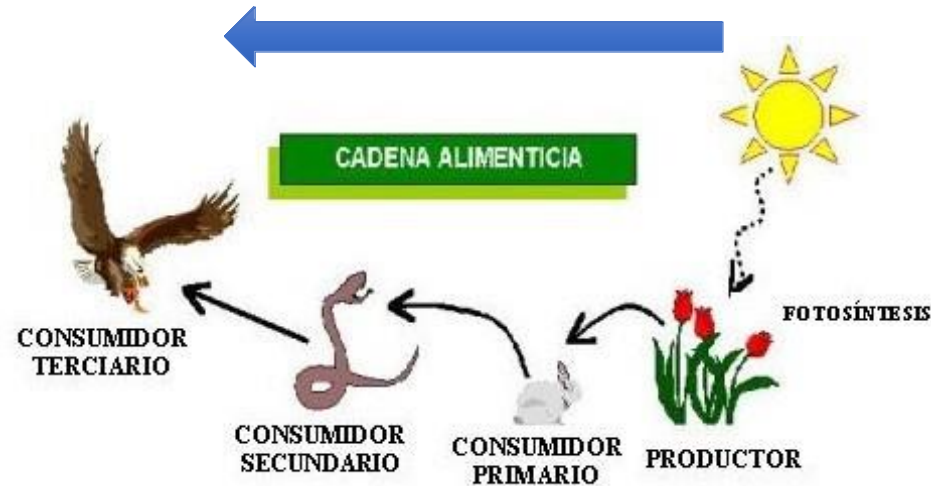 CADENA ALIMENTICIA
FOTOSÍNTESIS
CONSUMIDOR
TERCIARIO
CONSUMIDOR
SECUNDARIO
CONSUMIDOR
PRIMARIO
PRODUCTOR